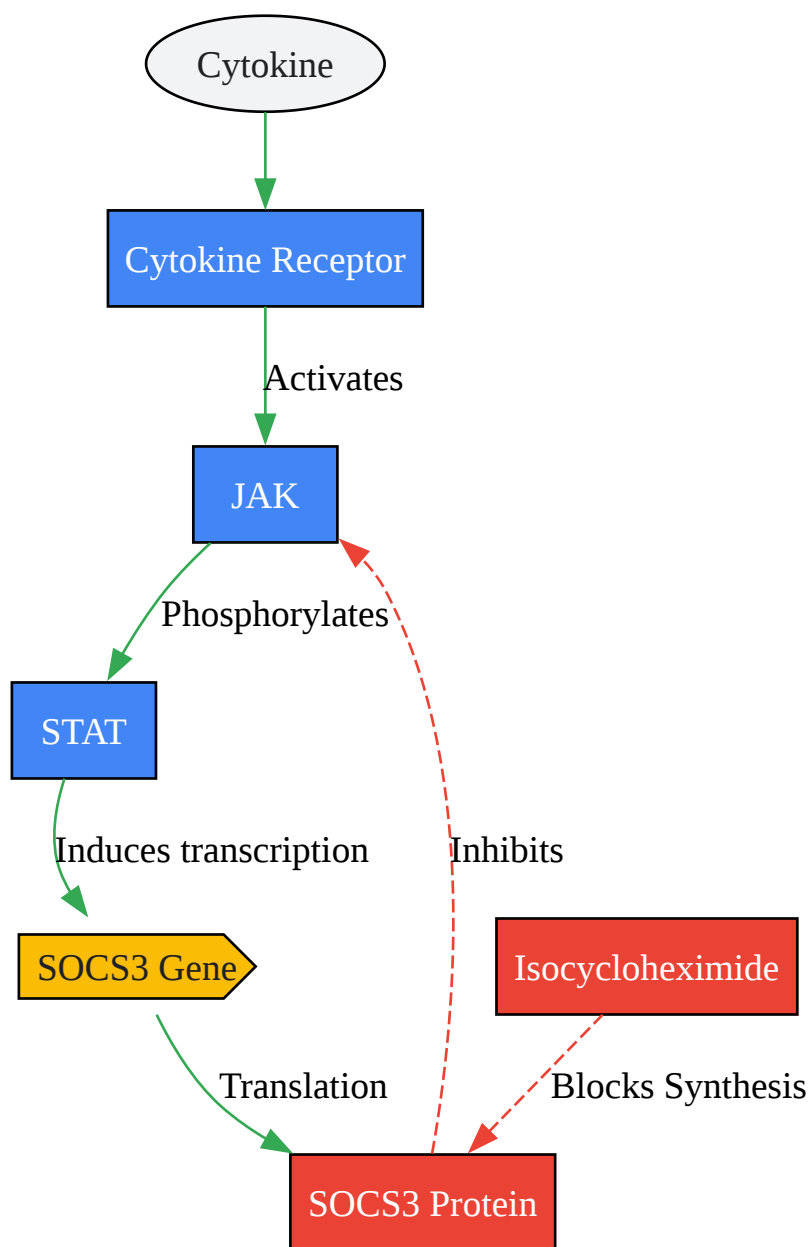 Cytokine
Cytokine Receptor
Activates
JAK
Phosphorylates
STAT
Induces transcription
Inhibits
SOCS3 Gene
Isocycloheximide
Translation
Blocks Synthesis
SOCS3 Protein